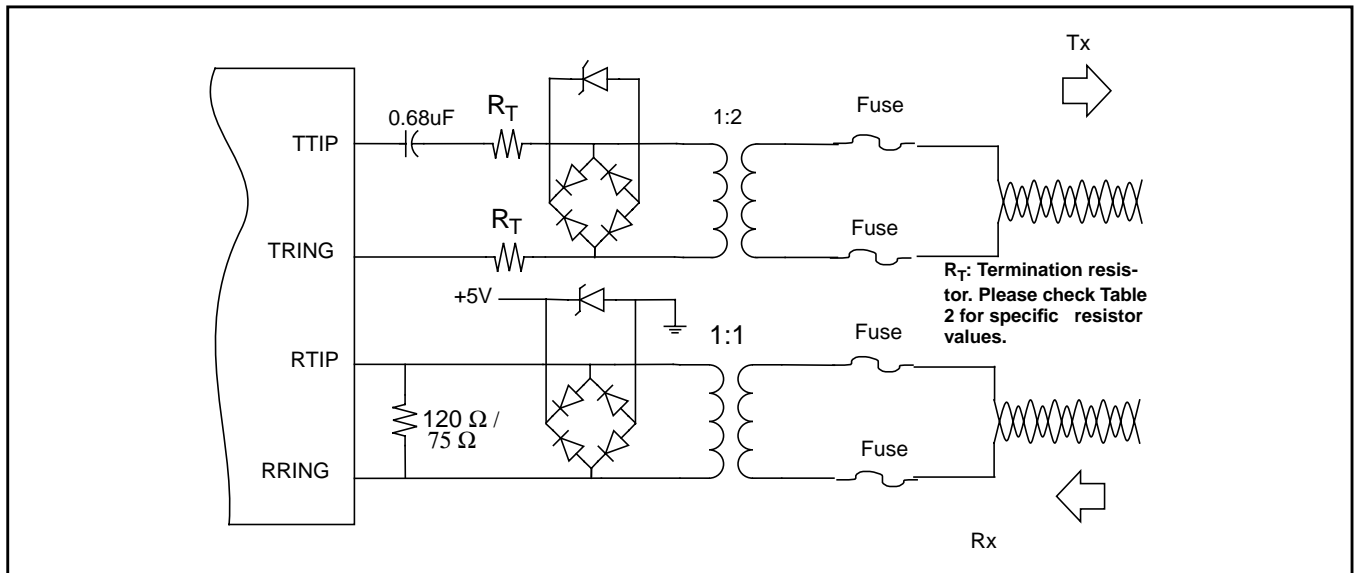 Tx
Fuse
1:2
R_T
0.68uF
TTIP
Fuse
R_T
TRING
R_T: Termination resis-
tor. Please check Table
2 for specific resistor
values.
+5V
1:1
Fuse
RTIP
120 Ω /
75 Ω
Fuse
RRING
Rx